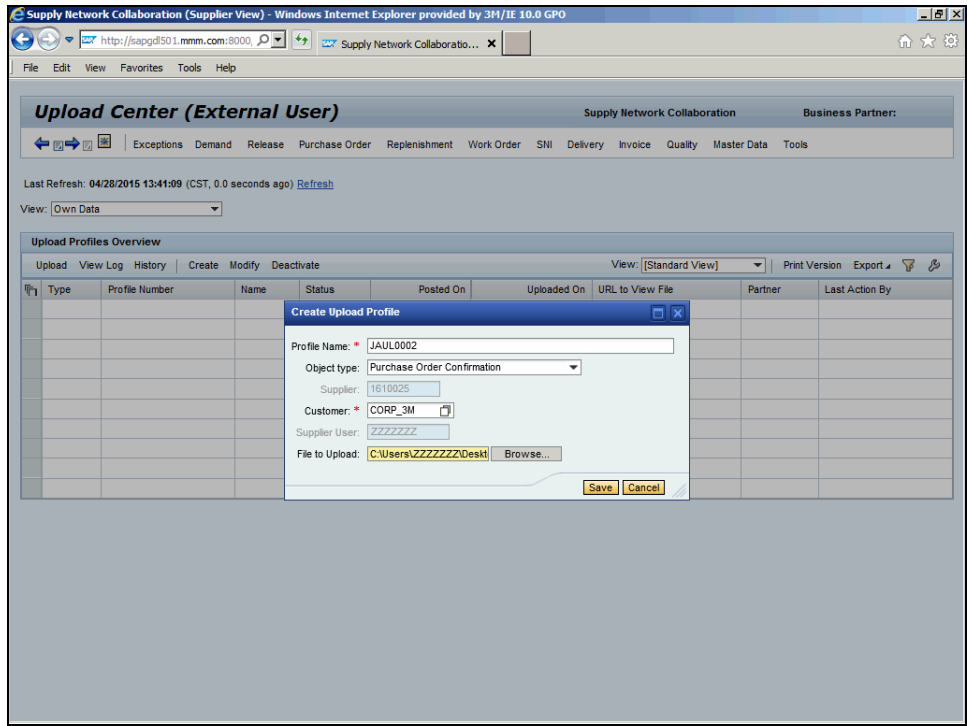 Supply Network Collaboration (Supplier View) - Windows Internet Explorer provided by 3M/IE 10.0 GPO
http://sapgdl501.mmm.com:8000, Supply Network Collaboratio...
File Edit View Favorites Tools Help
Upload Center (External User) Supply Network Collaboration Business Partner:
Exceptions Demand Release Purchase Order Replenishment Work Order SNI Delivery Invoice Quality Master Data Tools
Last Refresh: 04/28/2015 13:41:09 (CST, 0.0 seconds ago) Refresh
View: Own Data
Upload Profiles Overview
Upload View Log History Create Modify Deactivate View: [Standard View] Print Version Export
Type Profile Number Name Status Posted On Uploaded On URL to View File Partner Last Action By
Create Upload Profile
Profile Name: * JAUL0002
Object type: Purchase Order Confirmation
Supplier: 1610025
Customer: * CORP_3M
Supplier User: ZZZZZZZ
File to Upload: C:\Users\ZZZZZZZ\Deskt Browse...
Save Cancel